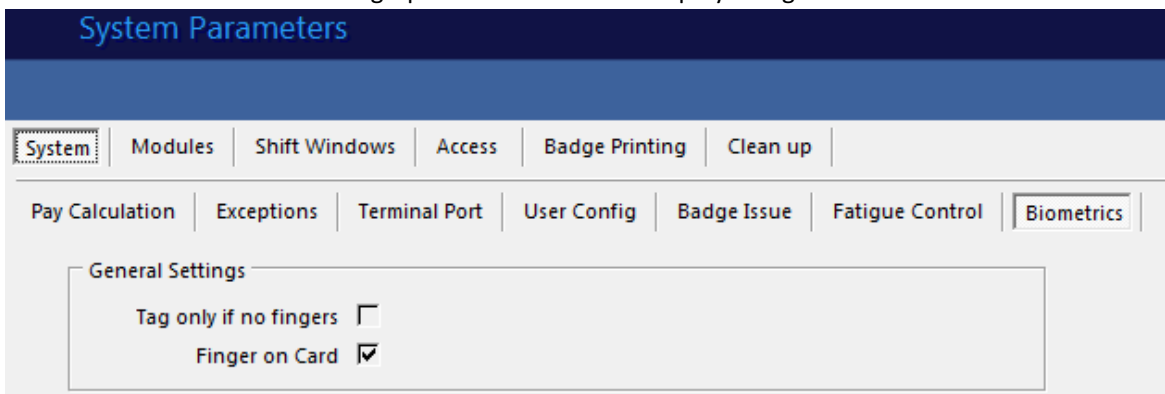 System Parameters
System Modules Shift Windows Access Badge Printing Clean up
Pay Calculation Exceptions Terminal Port User Config Badge Issue Fatigue Control Biometrics
General Settings
Tag only if no fingers
Finger on Card